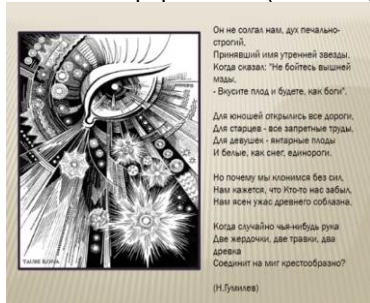 Он не солгал нам, дух печально-
строгий,
Принявший имя утренней звезды,
Когда сказал: "Не бойтесь вышней
мзды,
- Вкусите плод и будете, как боги".
Для юношей открылись все дороги,
Для старцев - все запретные труды,
Для девушек - янтарные плоды
И белые, как снег, единороги.
Но почему мы клонимся без сил,
Нам кажется, что Кто-то нас забыл,
Нам ясен ужас древнего соблазна,
Когда случайно чья-нибудь рука
Две жердочки, две травки, два
древка
Соединит на миг крестообразно?
(Н.Гумилев)